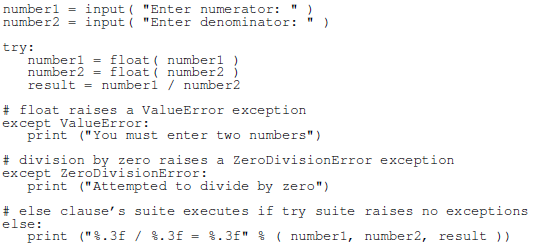 number1 = input( "Enter numerator: " )
number2 = input( "Enter denominator: " )

try:
   number1 = float( number1 )
   number2 = float( number2 )
   result = number1 / number2

# float raises a ValueError exception
except ValueError:
   print ("You must enter two numbers")

# division by zero raises a ZeroDivisionError exception
except ZeroDivisionError:
   print ("Attempted to divide by zero")

# else clause’s suite executes if try suite raises no exceptions
else:
   print ("%.3f / %.3f = %.3f" % ( number1, number2, result ))